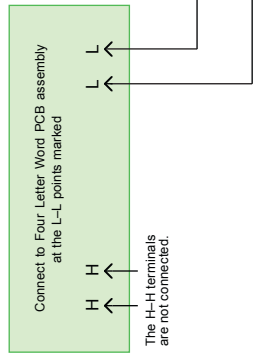 Connect to Four Letter Word PCB assembly
at the L–L points marked
H H L L
The H–H terminals
are not connected.